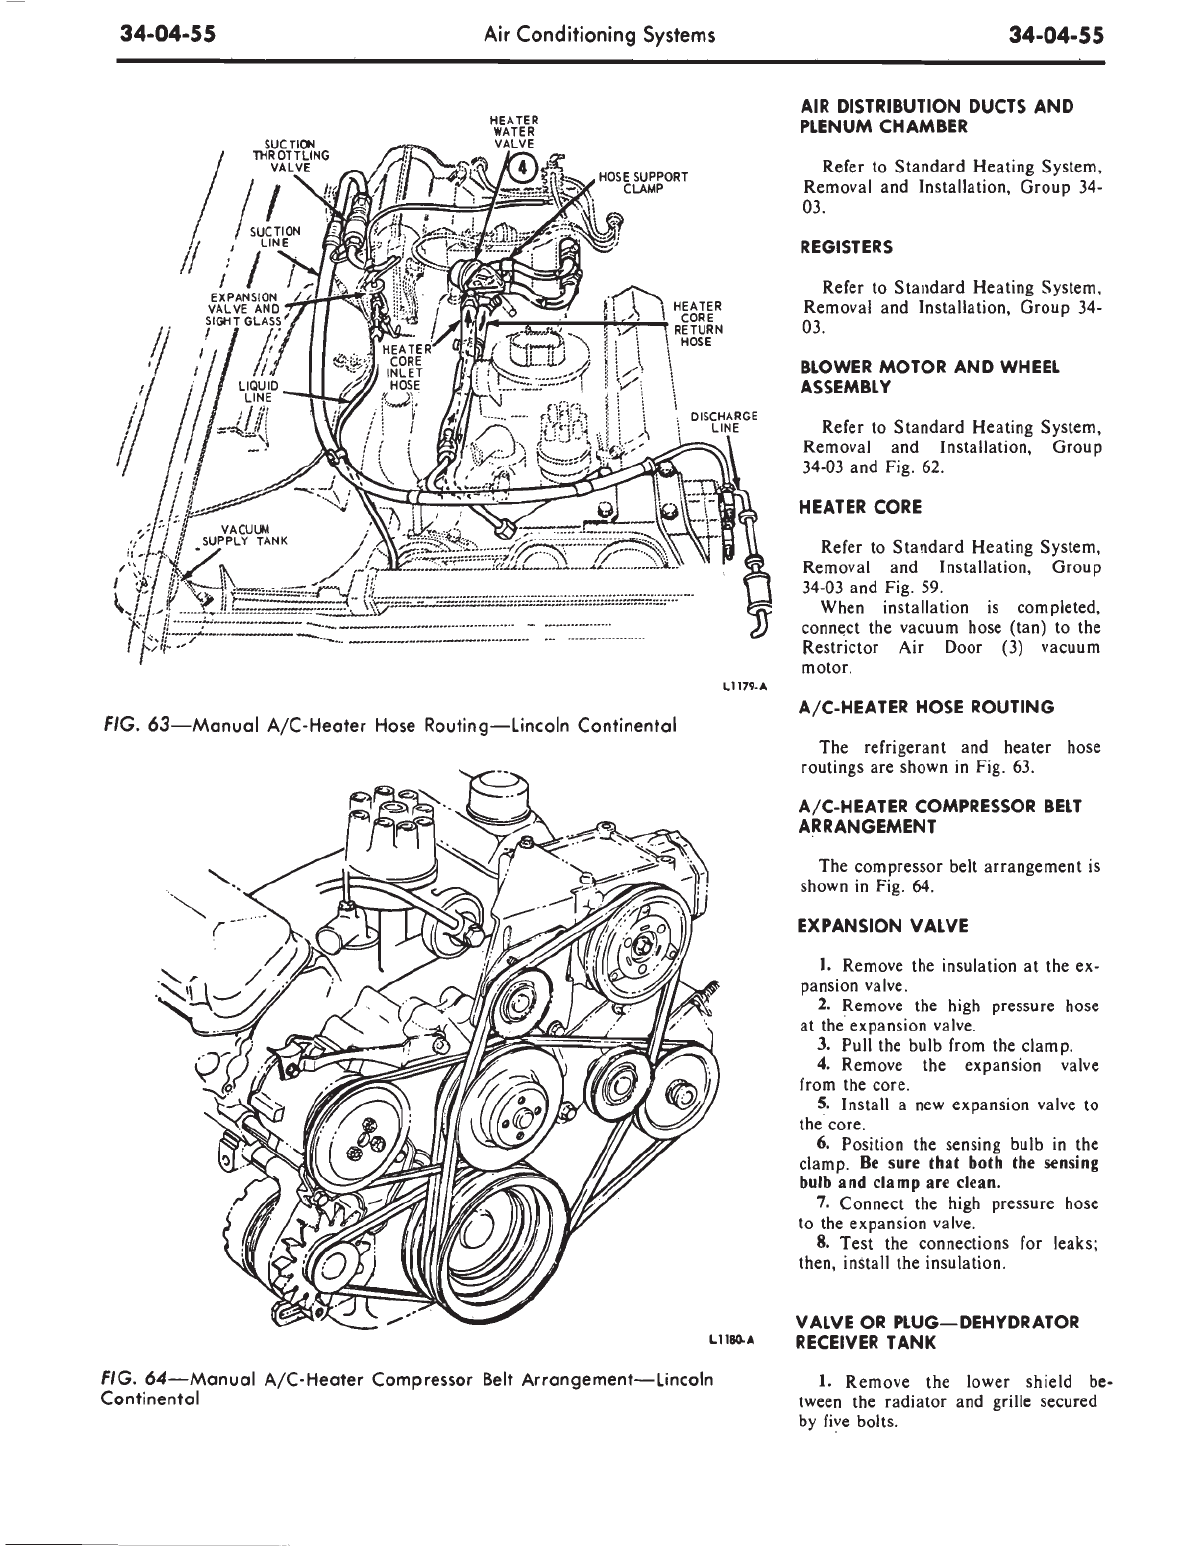 34-04-55 Air Conditioning Systems 34-04-55
HEATER
WATER
VALVE
4
SUCTION
THROTTLING
VALVE
HOSE SUPPORT
CLAMP
SUCTION
LINE
EXPANSION
VALVE AND
SIGHT GLASS
HEATER
CORE
RETURN
HOSE
HEATER
CORE
INLET
HOSE
LIQUID
LINE
DISCHARGE
LINE
VACUUM
SUPPLY TANK
L1179-A
FIG. 63—Manual A/C-Heater Hose Routing—Lincoln Continental
L1180-A
FIG. 64—Manual A/C-Heater Compressor Belt Arrangement—Lincoln
Continental
AIR DISTRIBUTION DUCTS AND
PLENUM CHAMBER
Refer to Standard Heating System,
Removal and Installation, Group 34-
03.
REGISTERS
Refer to Standard Heating System,
Removal and Installation, Group 34-
03.
BLOWER MOTOR AND WHEEL
ASSEMBLY
Refer to Standard Heating System,
Removal and Installation, Group
34-03 and Fig. 62.
HEATER CORE
Refer to Standard Heating System,
Removal and Installation, Group
34-03 and Fig. 59.
When installation is completed,
connect the vacuum hose (tan) to the
Restrictor Air Door (3) vacuum
motor.
A/C-HEATER HOSE ROUTING
The refrigerant and heater hose
routings are shown in Fig. 63.
A/C-HEATER COMPRESSOR BELT
ARRANGEMENT
The compressor belt arrangement is
shown in Fig. 64.
EXPANSION VALVE
1. Remove the insulation at the ex-
pansion valve.
2. Remove the high pressure hose
at the expansion valve.
3. Pull the bulb from the clamp.
4. Remove the expansion valve
from the core.
5. Install a new expansion valve to
the core.
6. Position the sensing bulb in the
clamp. Be sure that both the sensing
bulb and clamp are clean.
7. Connect the high pressure hose
to the expansion valve.
8. Test the connections for leaks;
then, install the insulation.
VALVE OR PLUG—DEHYDRATOR
RECEIVER TANK
1. Remove the lower shield be-
tween the radiator and grille secured
by five bolts.